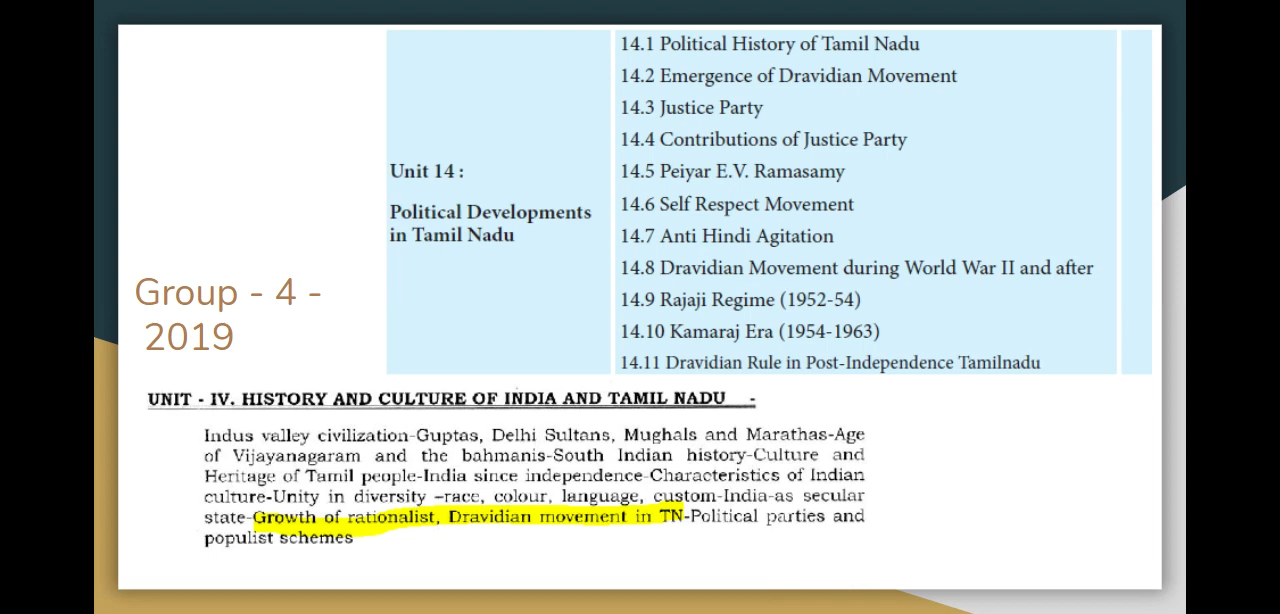 14.1 Political History of Tamil Nadu
14.2 Emergence of Dravidian Movement
14.3 Justice Party
14.4 Contributions of Justice Party
Unit 14 :
14.5 Peiyar E.V. Ramasamy
Political Developments
in Tamil Nadu
14.6 Self Respect Movement
14.7 Anti Hindi Agitation
14.8 Dravidian Movement during World War II and after
14.9 Rajaji Regime (1952-54)
14.10 Kamaraj Era (1954-1963)
14.11 Dravidian Rule in Post-Independence Tamilnadu
Group - 4 -
2019
UNIT - IV. HISTORY AND CULTURE OF INDIA AND TAMIL NADU -
Indus valley civilization-Guptas, Delhi Sultans, Mughals and Marathas-Age
of Vijayanagaram and the bahmanis-South Indian history-Culture and
Heritage of Tamil people-India since independence-Characteristics of Indian
culture-Unity in diversity –race, colour, language, custom-India-as secular
state-Growth of rationalist, Dravidian movement in TN-Political parties and
populist schemes